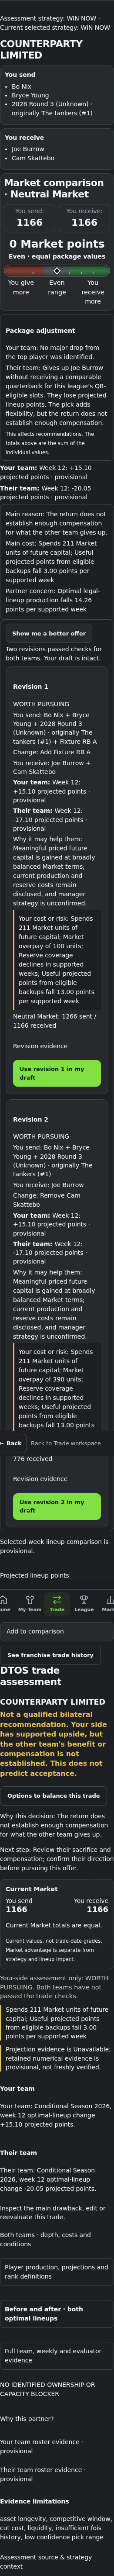 Assessment strategy: WIN NOW ·
Current selected strategy: WIN NOW
COUNTERPARTY
LIMITED
You send
• Bo Nix
• Bryce Young
• 2028 Round 3 (Unknown) ·
originally The tankers (#1)
You receive
• Joe Burrow
• Cam Skattebo
Market comparison
· Neutral Market
You send:
1166
You receive:
1166
0 Market points
Even · equal package values
You give
more
Even
range
You
receive
more
Package adjustment
Your team: No major drop from
the top player was identified.
Their team: Gives up Joe Burrow
without receiving a comparable
quarterback for this league's QB-
eligible slots. They lose projected
lineup points. The pick adds
flexibility, but the return does not
establish enough compensation.
This affects recommendations. The
totals above are the sum of the
individual values.
Your team: Week 12: +15.10
projected points · provisional
Their team: Week 12: -20.05
projected points · provisional
Main reason: The return does not
establish enough compensation
for what the other team gives up.
Main cost: Spends 211 Market
units of future capital; Useful
projected points from eligible
backups fall 3.00 points per
supported week
Partner concern: Optimal legal-
lineup production falls 14.26
points per supported week
Show me a better offer
Two revisions passed checks for
both teams. Your draft is intact.
Revision 1
WORTH PURSUING
You send: Bo Nix + Bryce
Young + 2028 Round 3
(Unknown) · originally The
tankers (#1) + Fixture RB A
Change: Add Fixture RB A
You receive: Joe Burrow +
Cam Skattebo
Your team: Week 12:
+15.10 projected points ·
provisional
Their team: Week 12:
-17.10 projected points ·
provisional
Why it may help them:
Meaningful priced future
capital is gained at broadly
balanced Market terms;
current production and
reserve costs remain
disclosed, and manager
strategy is unconfirmed.
Your cost or risk: Spends
211 Market units of
future capital; Market
overpay of 100 units;
Reserve coverage
declines in supported
weeks; Useful projected
points from eligible
backups fall 13.00 points
per supported week
Neutral Market: 1266 sent /
1166 received
Revision evidence
Use revision 1 in my
draft
Revision 2
WORTH PURSUING
You send: Bo Nix + Bryce
Young + 2028 Round 3
(Unknown) · originally The
tankers (#1)
You receive: Joe Burrow
Change: Remove Cam
Skattebo
Your team: Week 12:
+15.10 projected points ·
provisional
Their team: Week 12:
-17.10 projected points ·
provisional
Why it may help them:
Meaningful priced future
capital is gained at broadly
balanced Market terms;
current production and
reserve costs remain
disclosed, and manager
strategy is unconfirmed.
Your cost or risk: Spends
211 Market units of
future capital; Market
overpay of 390 units;
Reserve coverage
declines in supported
weeks; Useful projected
points from eligible
backups fall 13.00 points
← Back
Back to Trade workspace
776 received
Revision evidence
Use revision 2 in my
draft
Selected-week lineup comparison is
provisional.
Projected lineup points
My Team
Trade
League
Add to comparison
See franchise trade history
DTOS trade
assessment
COUNTERPARTY LIMITED
Not a qualified bilateral
recommendation. Your side
has supported upside, but
the other team's benefit or
compensation is not
established. This does not
predict acceptance.
Options to balance this trade
Why this decision: The return does
not establish enough compensation
for what the other team gives up.
Next step: Review their sacrifice and
compensation; confirm their direction
before pursuing this offer.
Current Market
You send
1166
You receive
1166
Current Market totals are equal.
Current values, not trade-date grades.
Market advantage is separate from
strategy and lineup impact.
Your-side assessment only: WORTH
PURSUING. Both teams have not
passed the trade checks.
Spends 211 Market units of future
capital; Useful projected points
from eligible backups fall 3.00
points per supported week
Projection evidence is Unavailable;
retained numerical evidence is
provisional, not freshly verified.
Your team
Your team: Conditional Season 2026,
week 12 optimal-lineup change
+15.10 projected points.
Their team
Their team: Conditional Season
2026, week 12 optimal-lineup
change -20.05 projected points.
Inspect the main drawback, edit or
reevaluate this trade.
Both teams · depth, costs and
conditions
Player production, projections and
rank definitions
Before and after · both
optimal lineups
Full team, weekly and evaluator
evidence
NO IDENTIFIED OWNERSHIP OR
CAPACITY BLOCKER
Why this partner?
Your team roster evidence ·
provisional
Their team roster evidence ·
provisional
Evidence limitations
asset longevity, competitive window,
cut cost, liquidity, insufficient fois
history, low confidence pick range
Assessment source & strategy
context